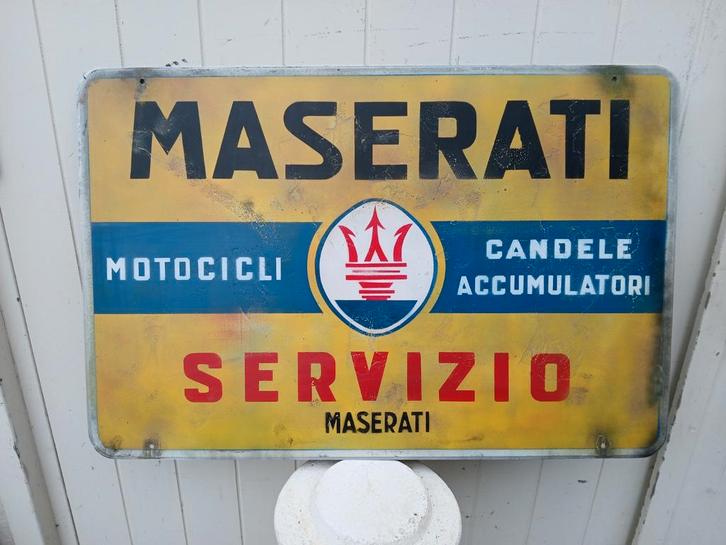 MASERATI
MOTOCICLI
CANDELE
ACCUMULATORI
SERVIZIO
MASERATI